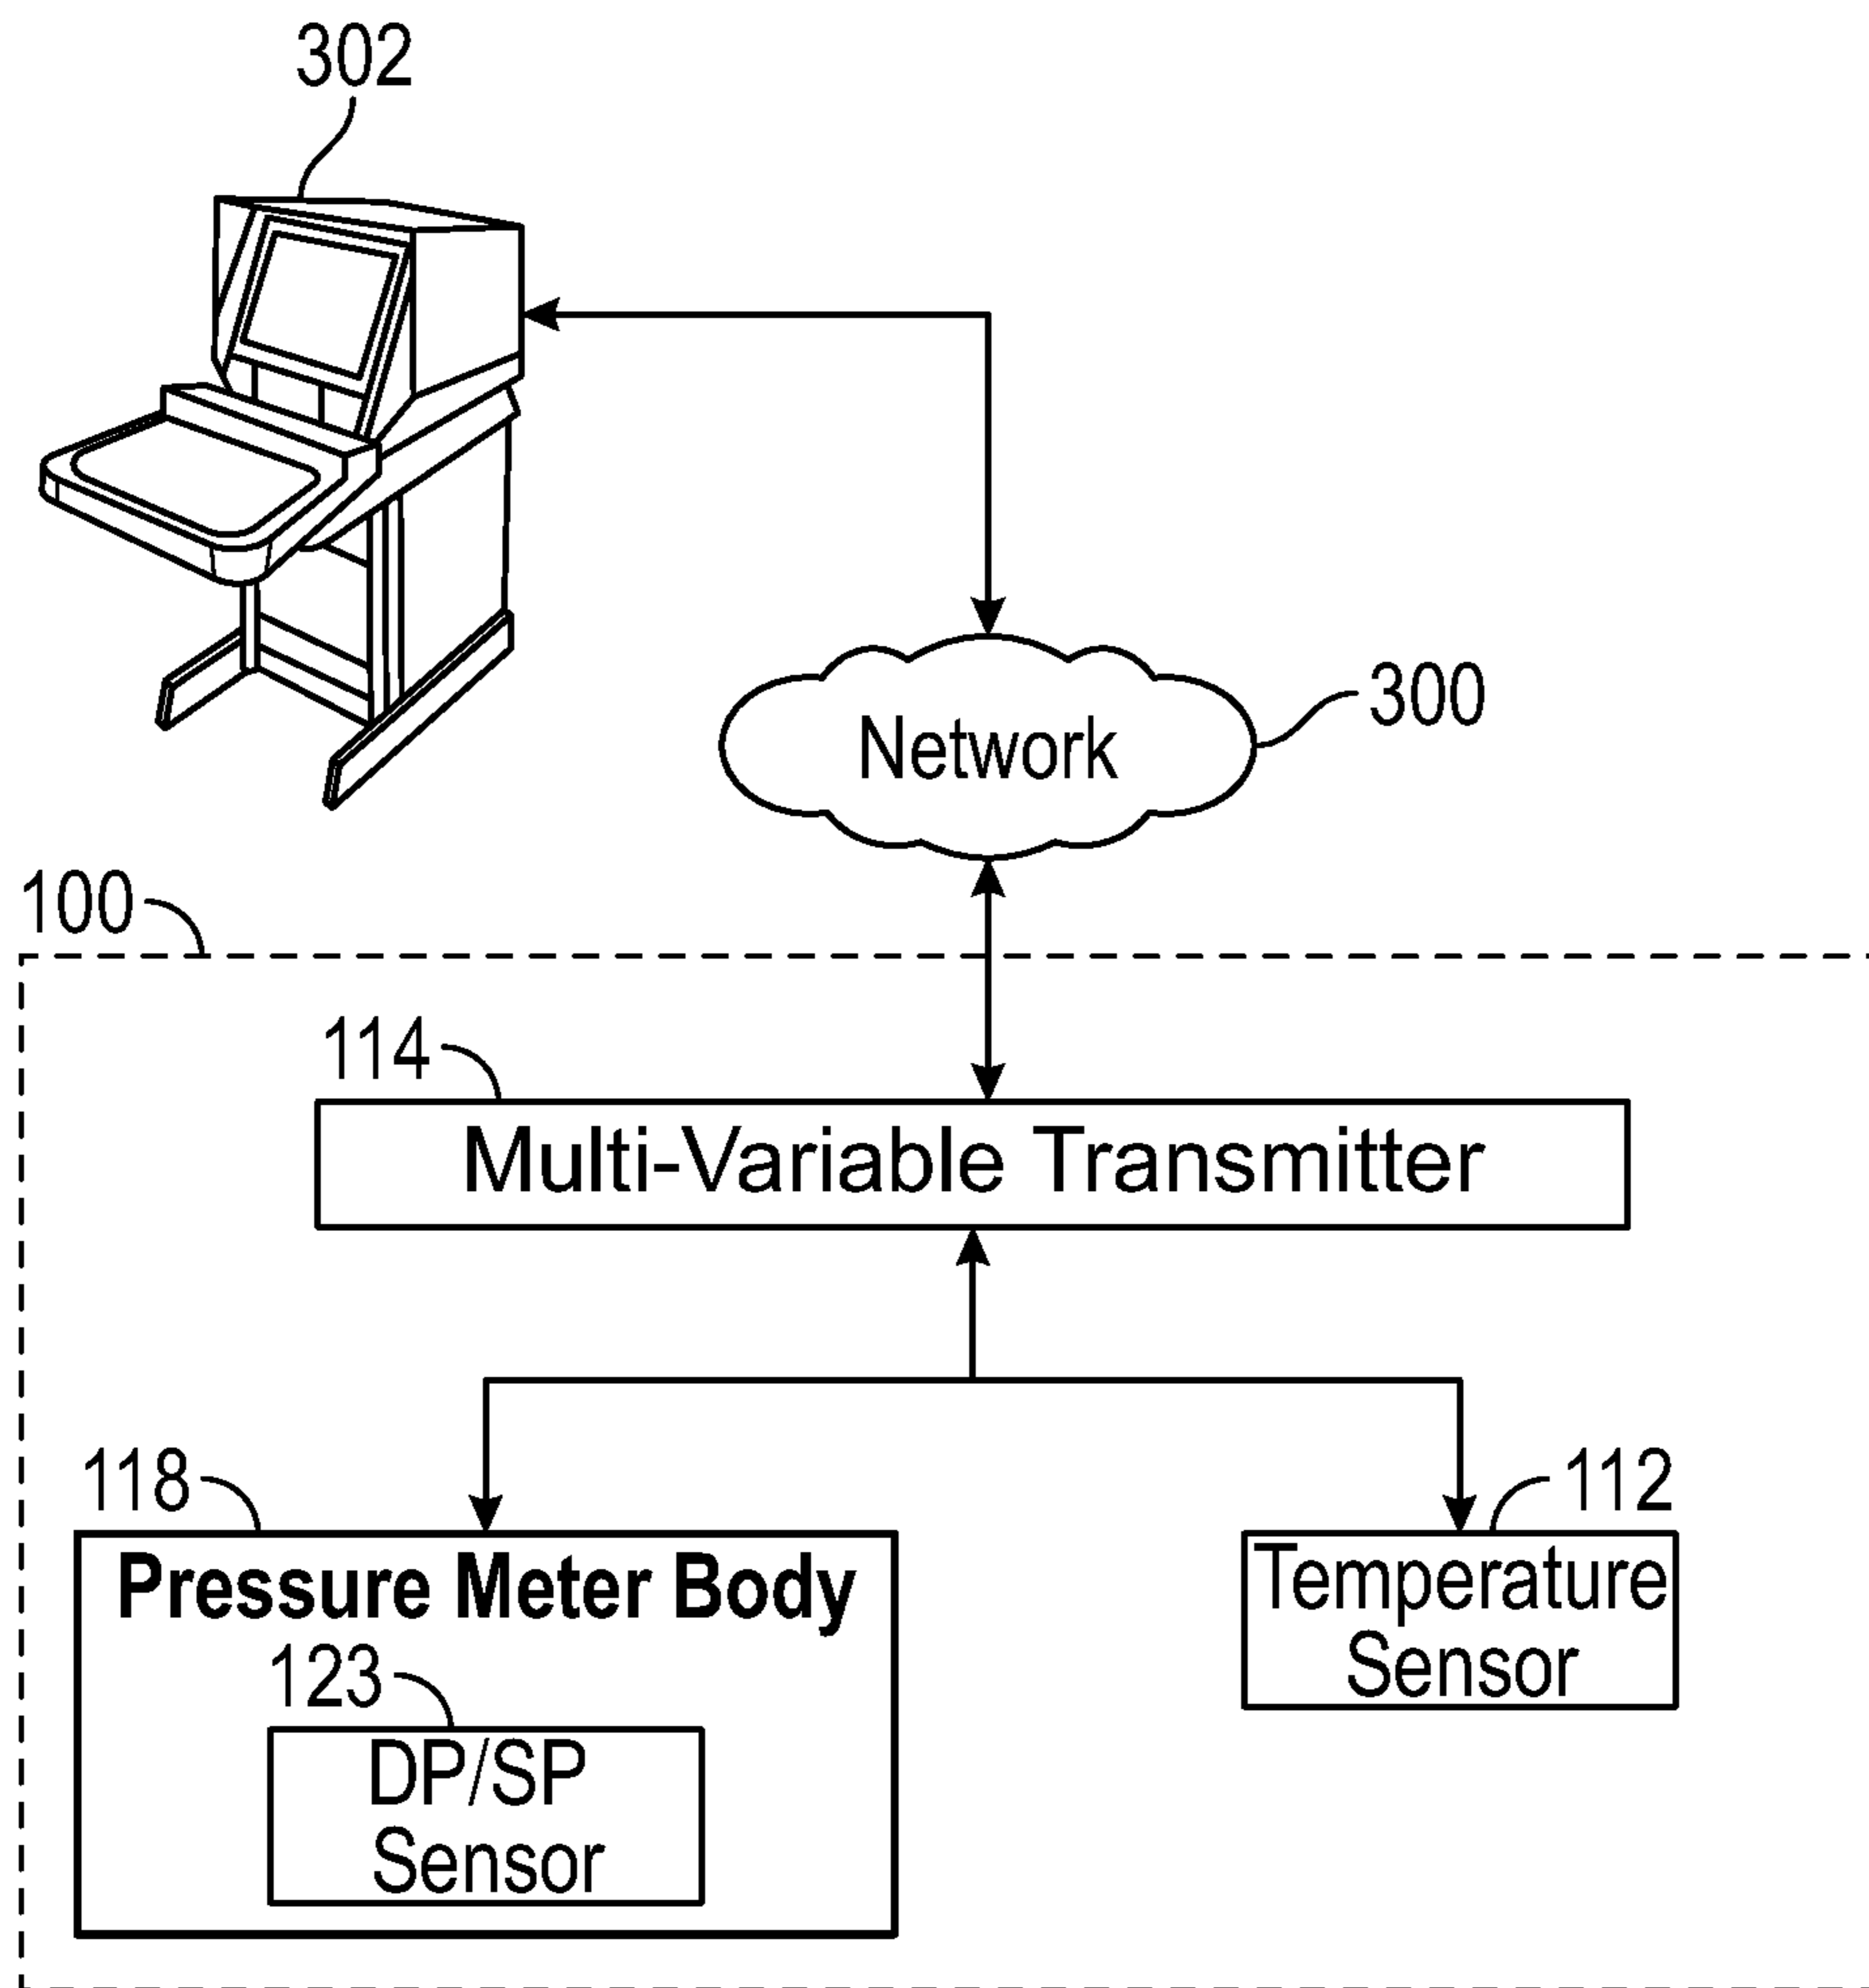 302
300
Network
100
114
Multi-Variable Transmitter
118
112
Pressure Meter Body
Temperature
Sensor
123
DP/SP
Sensor